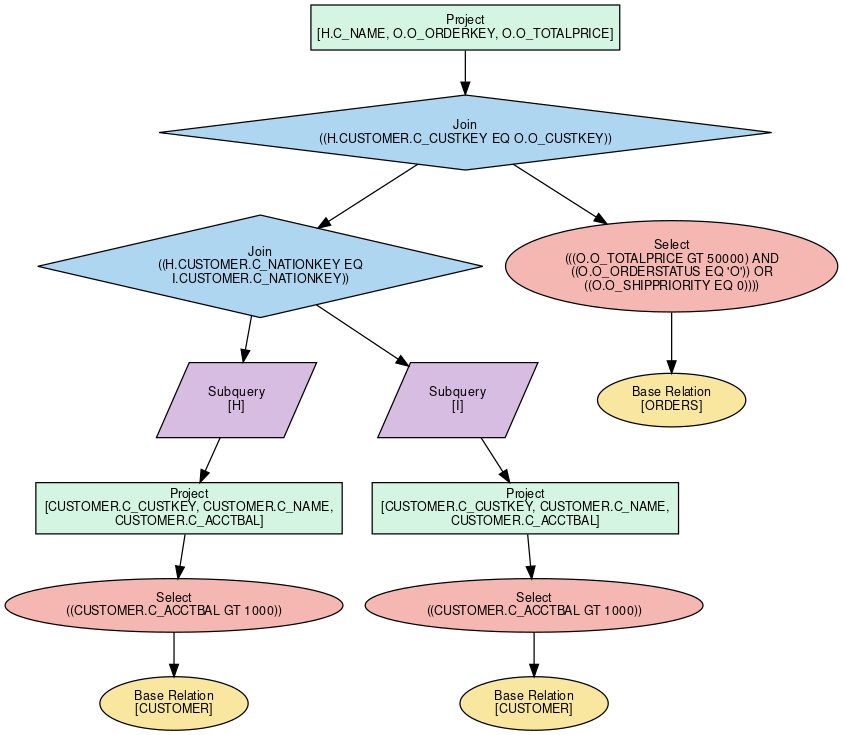 Project
[H.C_NAME, O.O_ORDERKEY, O.O_TOTALPRICE]
Join
((H.CUSTOMER.C_CUSTKEY EQ O.O_CUSTKEY))
Join
((H.CUSTOMER.C_NATIONKEY EQ
I.CUSTOMER.C_NATIONKEY))
Select
(((O.O_TOTALPRICE GT 50000) AND
((O.O_ORDERSTATUS EQ 'O')) OR
((O.O_SHIPPRIORITY EQ 0))))
Subquery
[H]
Subquery
[I]
Base Relation
[ORDERS]
Project
[CUSTOMER.C_CUSTKEY, CUSTOMER.C_NAME,
CUSTOMER.C_ACCTBAL]
Project
[CUSTOMER.C_CUSTKEY, CUSTOMER.C_NAME,
CUSTOMER.C_ACCTBAL]
Select
((CUSTOMER.C_ACCTBAL GT 1000))
Select
((CUSTOMER.C_ACCTBAL GT 1000))
Base Relation
[CUSTOMER]
Base Relation
[CUSTOMER]